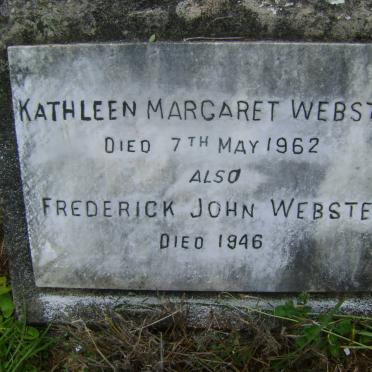 KATHLEEN MARGARET WEBST
DIED 7TH MAY 1962
ALSO
FREDERICK JOHN WEBSTE
DIED 1946